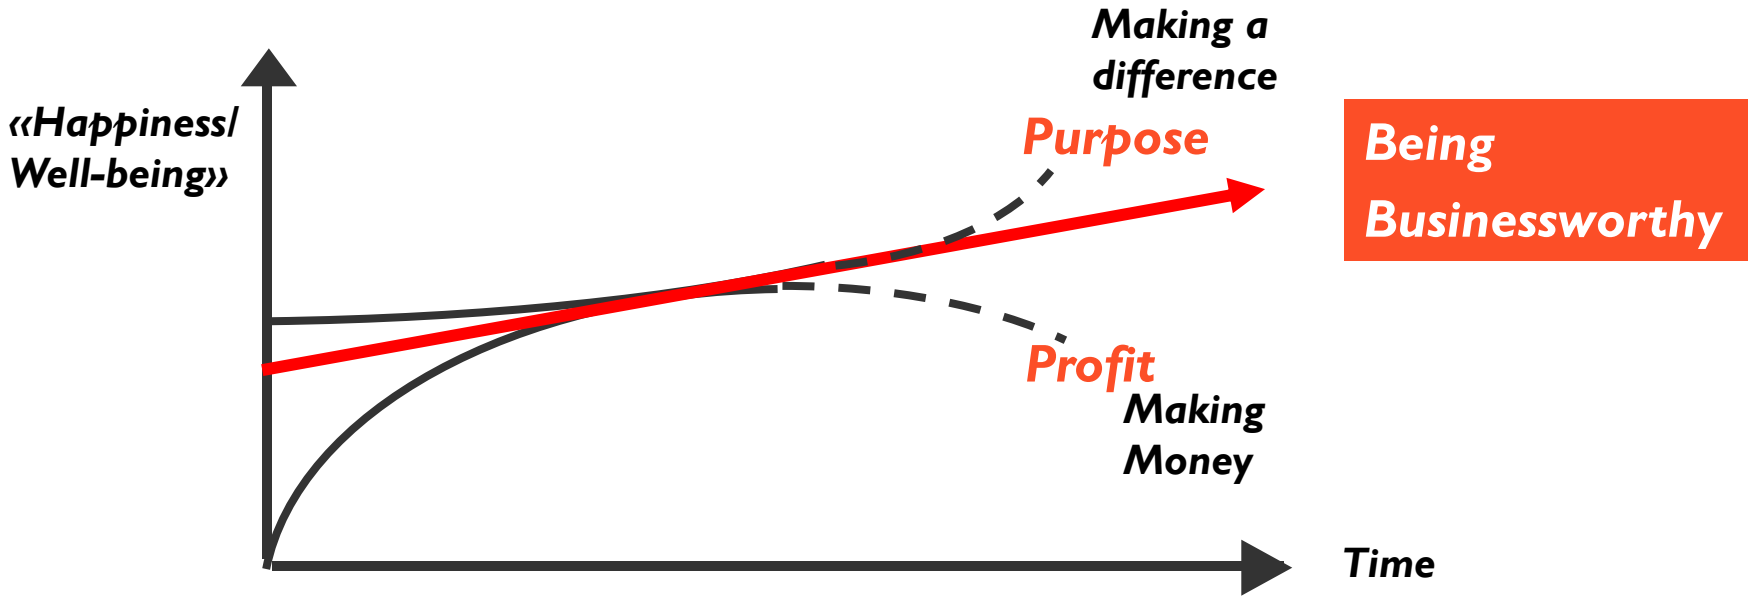 Making a
difference
«Happiness/
Well-being»
Purpose
Being
Businessworthy
Profit
Making
Money
Time